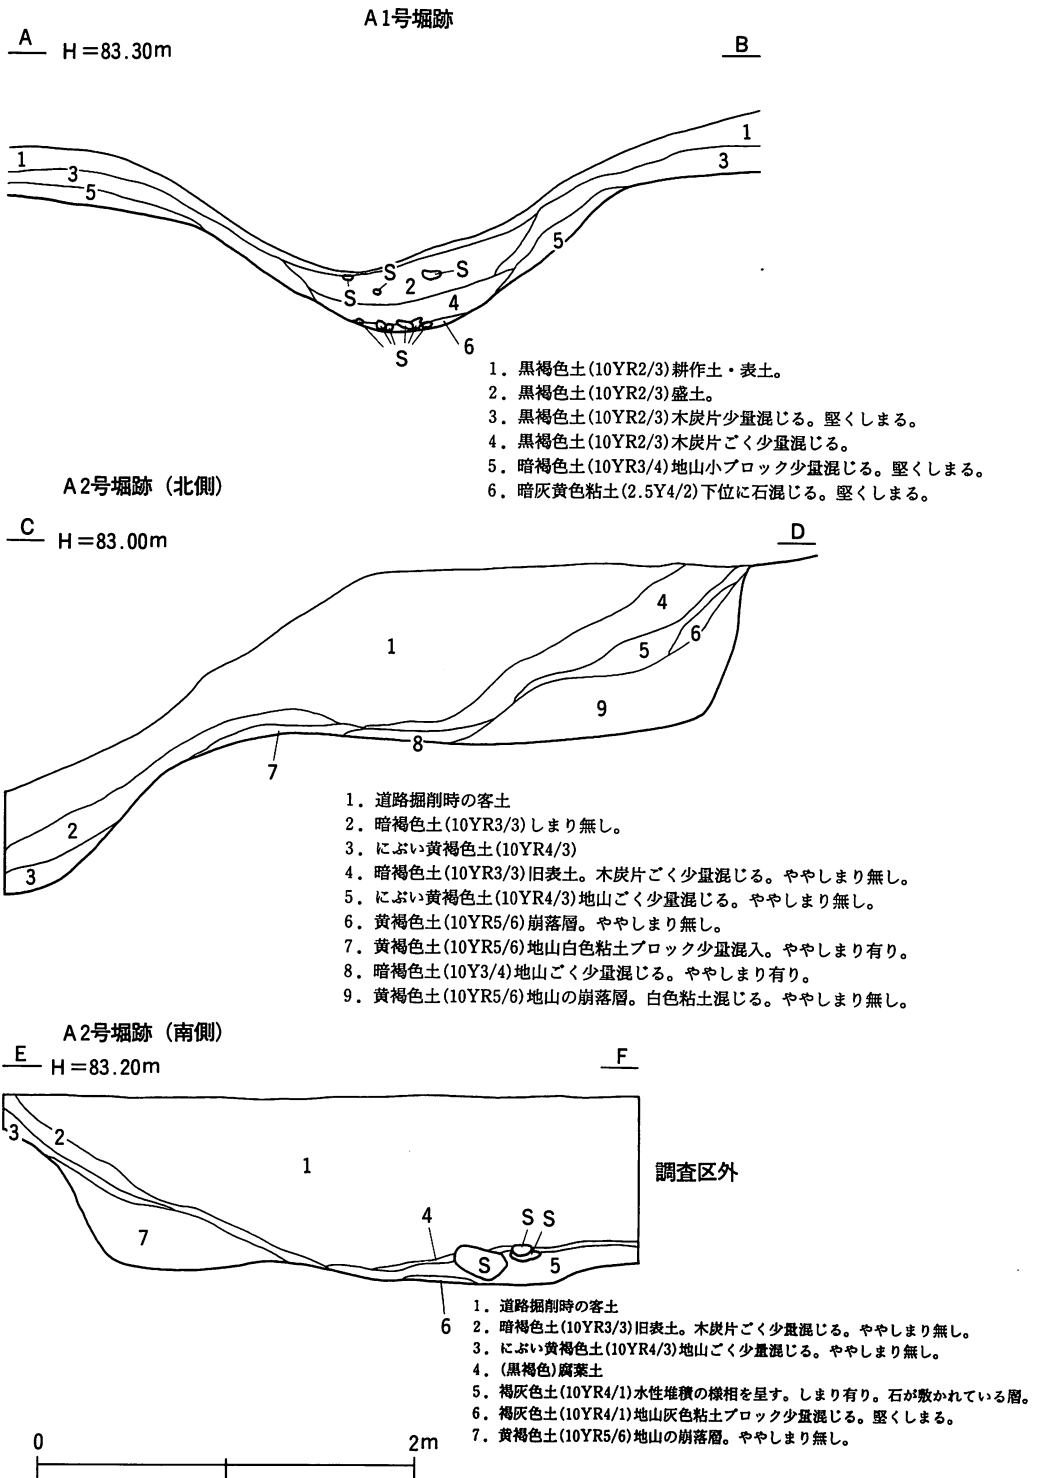 A1号堀跡
A
H=83.30m
B
1
1
3
3
5
5
S
S
S
2
4
6
S
1. 黒褐色土(10YR2/3)耕作土・表土。
2. 黒褐色土(10YR2/3)盛土。
3. 黒褐色土(10YR2/3)木炭片少量混じる。堅くしまる。
4. 黒褐色土(10YR2/3)木炭片ごく少量混じる。
5. 暗褐色土(10YR3/4)地山小ブロック少量混じる。堅くしまる。
6. 暗灰黄色粘土(2.5Y4/2)下位に石混じる。堅くしまる。
A2号堀跡（北側）
C
H=83.00m
D
4
1
6
5
9
8
7
2
3
1. 道路掘削時の客土
2. 暗褐色土(10YR3/3)しまり無し。
3. にぶい黄褐色土(10YR4/3)
4. 暗褐色土(10YR3/3)旧表土。木炭片ごく少量混じる。ややしまり無し。
5. にぶい黄褐色土(10YR4/3)地山ごく少量混じる。ややしまり無し。
6. 黄褐色土(10YR5/6)崩落層。ややしまり無し。
7. 黄褐色土(10YR5/6)地山白色粘土ブロック少量混入。ややしまり有り。
8. 暗褐色土(10Y3/4)地山ごく少量混じる。ややしまり有り。
9. 黄褐色土(10YR5/6)地山の崩落層。白色粘土混じる。ややしまり無し。
A2号堀跡（南側）
E
H=83.20m
F
3
2
1
調査区外
7
4
S S
S
5
6
1. 道路掘削時の客土
2. 暗褐色土(10YR3/3)旧表土。木炭片ごく少量混じる。ややしまり無し。
3. にぶい黄褐色土(10YR4/3)地山ごく少量混じる。ややしまり無し。
4. (黒褐色)腐葉土
5. 褐灰色土(10YR4/1)水性堆積の様相を呈す。しまり有り。石が敷かれている層。
6. 褐灰色土(10YR4/1)地山灰色粘土ブロック少量混じる。堅くしまる。
7. 黄褐色土(10YR5/6)地山の崩落層。ややしまり無し。
0
2m